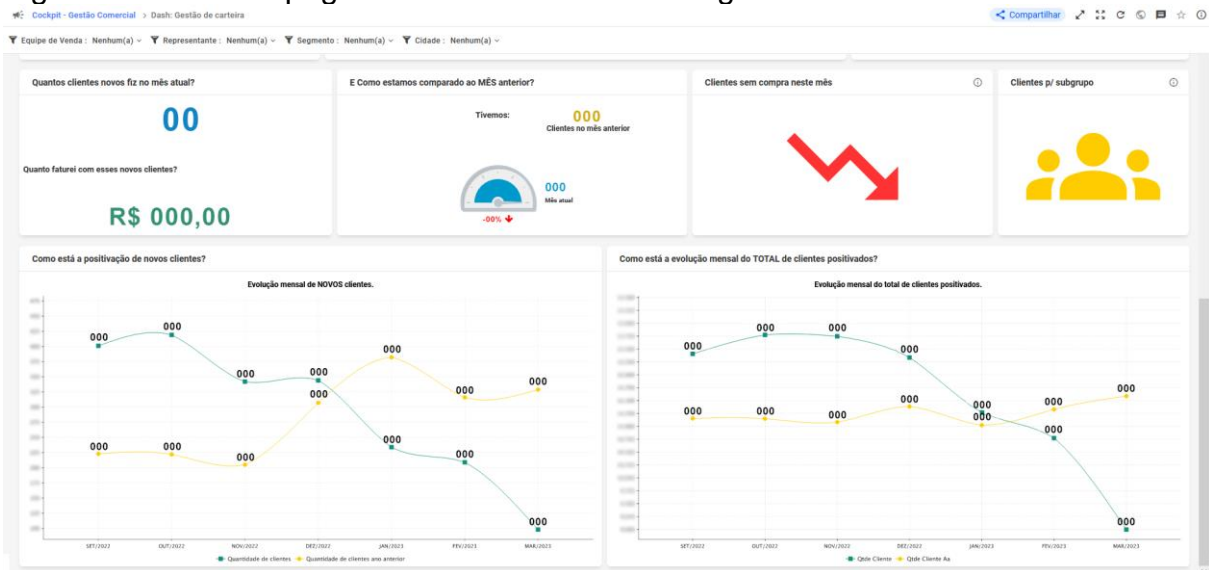 Cockpit - Gestão Comercial > Dash: Gestão de carteira
Compartilhar
Equipe de Venda : Nenhum(a) Representante : Nenhum(a) Segmento : Nenhum(a) Cidade : Nenhum(a)
Quantos clientes novos fiz no mês atual?
00
Quanto faturei com esses novos clientes?
R$ 000,00
E Como estamos comparado ao MÊS anterior?
Tivemos:
000
Clientes no mês anterior
000
Mês atual
-00%
Clientes sem compra neste mês
Clientes p/ subgrupo
Como está a positivação de novos clientes?
Evolução mensal de NOVOS clientes.
000 000 000 000 000 000 000
000 000 000 000 000 000 000
SET/2022 OUT/2022 NOV/2022 DEZ/2022 JAN/2023 FEV/2023 MAR/2023
Quantidade de clientes Quantidade de clientes ano anterior
Como está a evolução mensal do TOTAL de clientes positivados?
Evolução mensal do total de clientes positivados.
000 000 000 000 000 000 000
000 000 000 000 000 000 000
SET/2022 OUT/2022 NOV/2022 DEZ/2022 JAN/2023 FEV/2023 MAR/2023
Qtde Cliente Qtde Cliente Aa